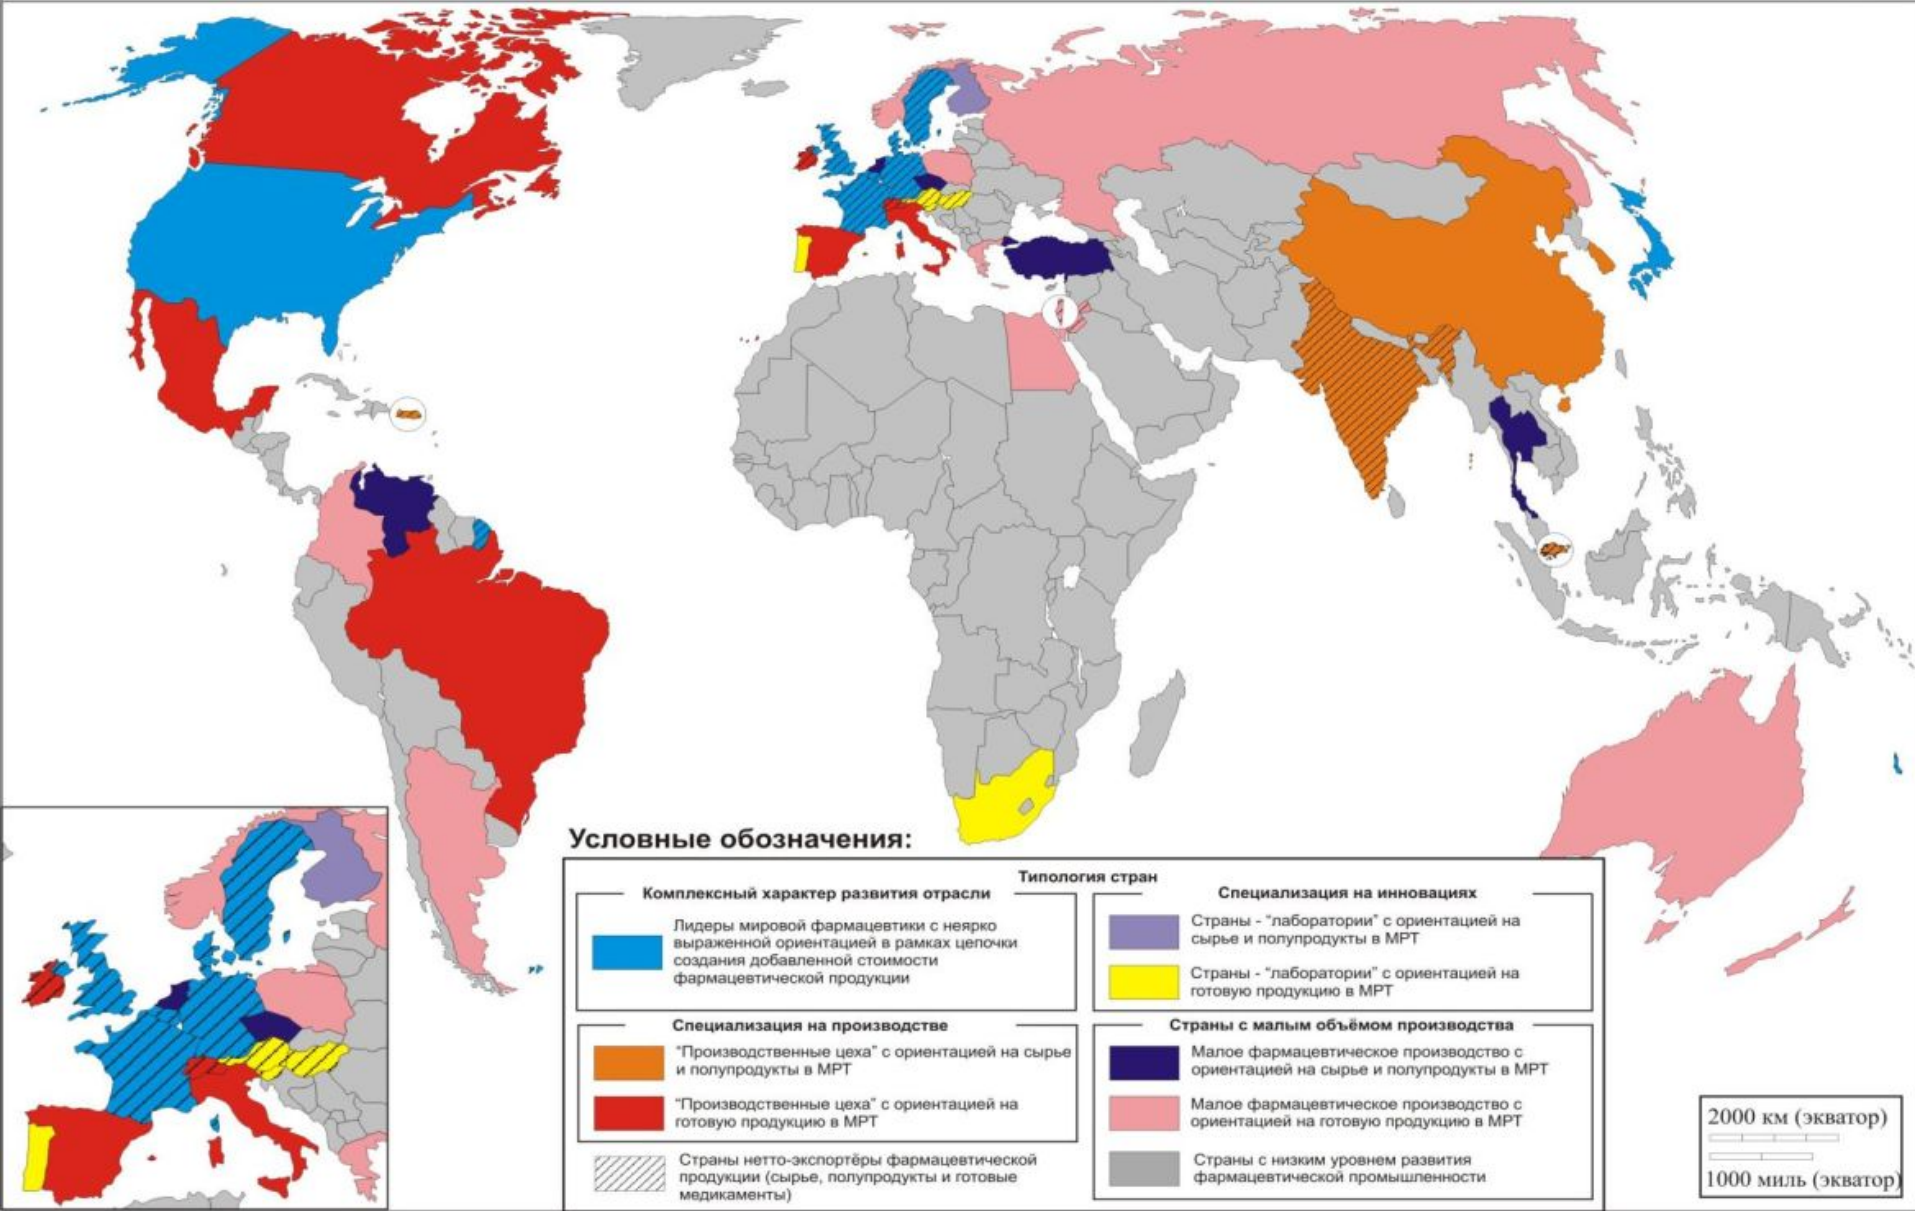 Условные обозначения:
Типология стран
Комплексный характер развития отрасли
Лидеры мировой фармацевтики с неярко
выраженной ориентацией в рамках цепочки
создания добавленной стоимости
фармацевтической продукции
Специализация на производстве
"Производственные цеха" с ориентацией на сырье
и полупродукты в МРТ
"Производственные цеха" с ориентацией на
готовую продукцию в МРТ
Страны нетто-экспортёры фармацевтической
продукции (сырье, полупродукты и готовые
медикаменты)
Специализация на инновациях
Страны - "лаборатории" с ориентацией на
сырье и полупродукты в МРТ
Страны - "лаборатории" с ориентацией на
готовую продукцию в МРТ
Страны с малым объёмом производства
Малое фармацевтическое производство с
ориентацией на сырье и полупродукты в МРТ
Малое фармацевтическое производство с
ориентацией на готовую продукцию в МРТ
Страны с низким уровнем развития
фармацевтической промышленности
2000 км (экватор)
1000 миль (экватор)